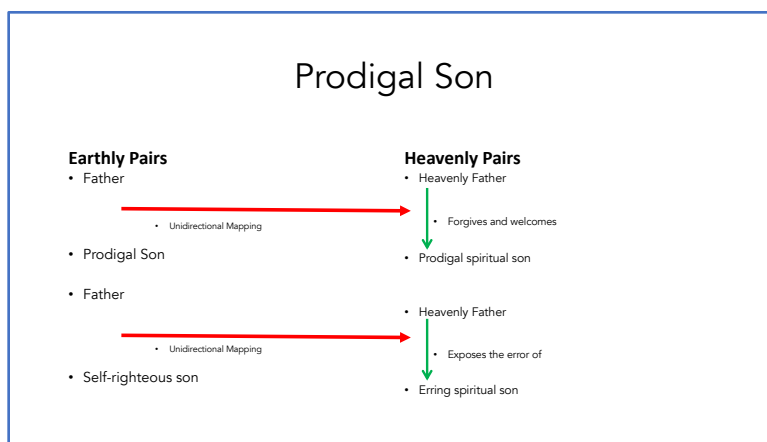 Prodigal Son
Earthly Pairs
• Father
• Unidirectional Mapping
• Prodigal Son
• Father
• Unidirectional Mapping
• Self-righteous son
Heavenly Pairs
• Heavenly Father
• Forgives and welcomes
• Prodigal spiritual son
• Heavenly Father
• Exposes the error of
• Erring spiritual son